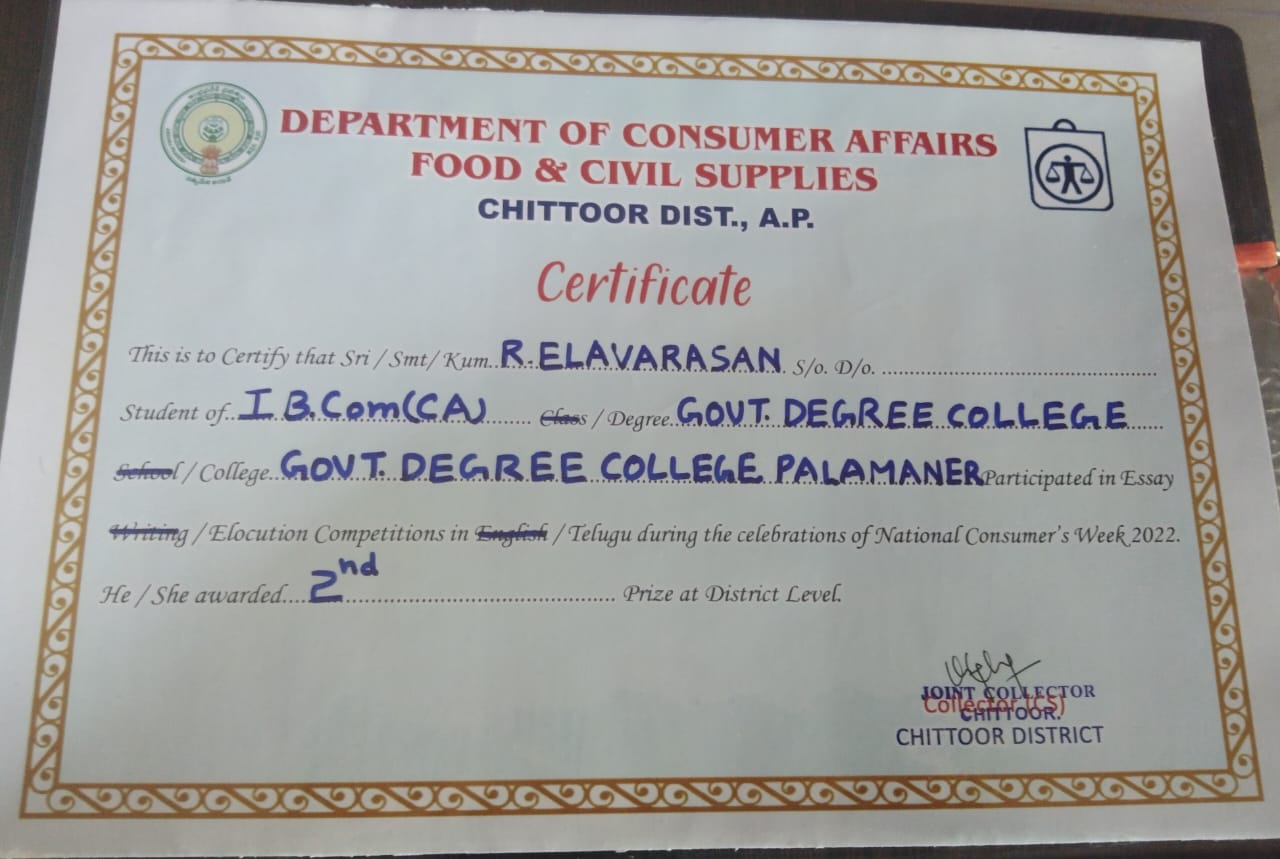 DEPARTMENT OF CONSUMER AFFAIRS
FOOD & CIVIL SUPPLIES
CHITTOOR DIST., A.P.
Certificate
This is to Certify that Sri / Smt/ Kum..R.ELAVARASAN. S/o. D/o. ................................................
Student of..I B.Com(CA)........ Class / Degree..GOVT. DEGREE COLLEGE......
School / College...GOVT. DEGREE COLLEGE PALAMANER Participated in Essay
Writing / Elocution Competitions in English / Telugu during the celebrations of National Consumer's Week 2022.
He / She awarded....2nd................................................ Prize at District Level.
JOINT COLLECTOR
Collector (CS)
CHITTOOR.
CHITTOOR DISTRICT